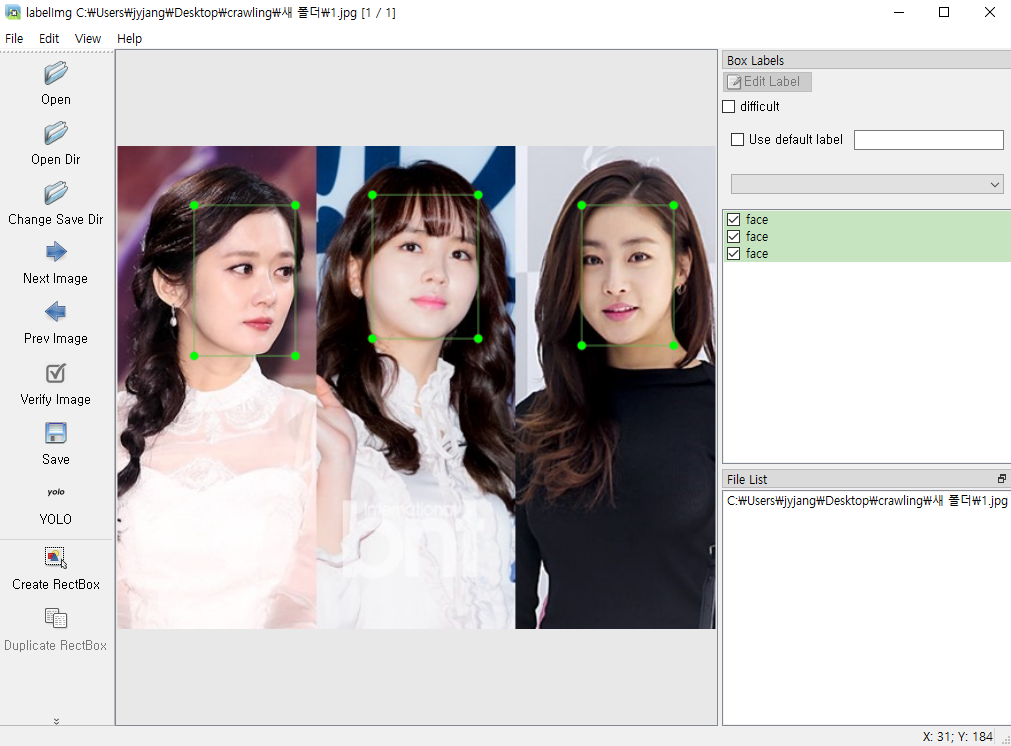 labelImg C:₩Users₩jyjang₩Desktop₩crawling₩새 폴더₩1.jpg [1 / 1]
File Edit View Help
Open
Open Dir
Change Save Dir
Next Image
Prev Image
Verify Image
Save
yolo
YOLO
Create RectBox
Duplicate RectBox
International
bnt
Box Labels
Edit Label
difficult
Use default label
face
face
face
File List
C:₩Users₩jyjang₩Desktop₩crawling₩새 폴더₩1.jpg
X: 31; Y: 184